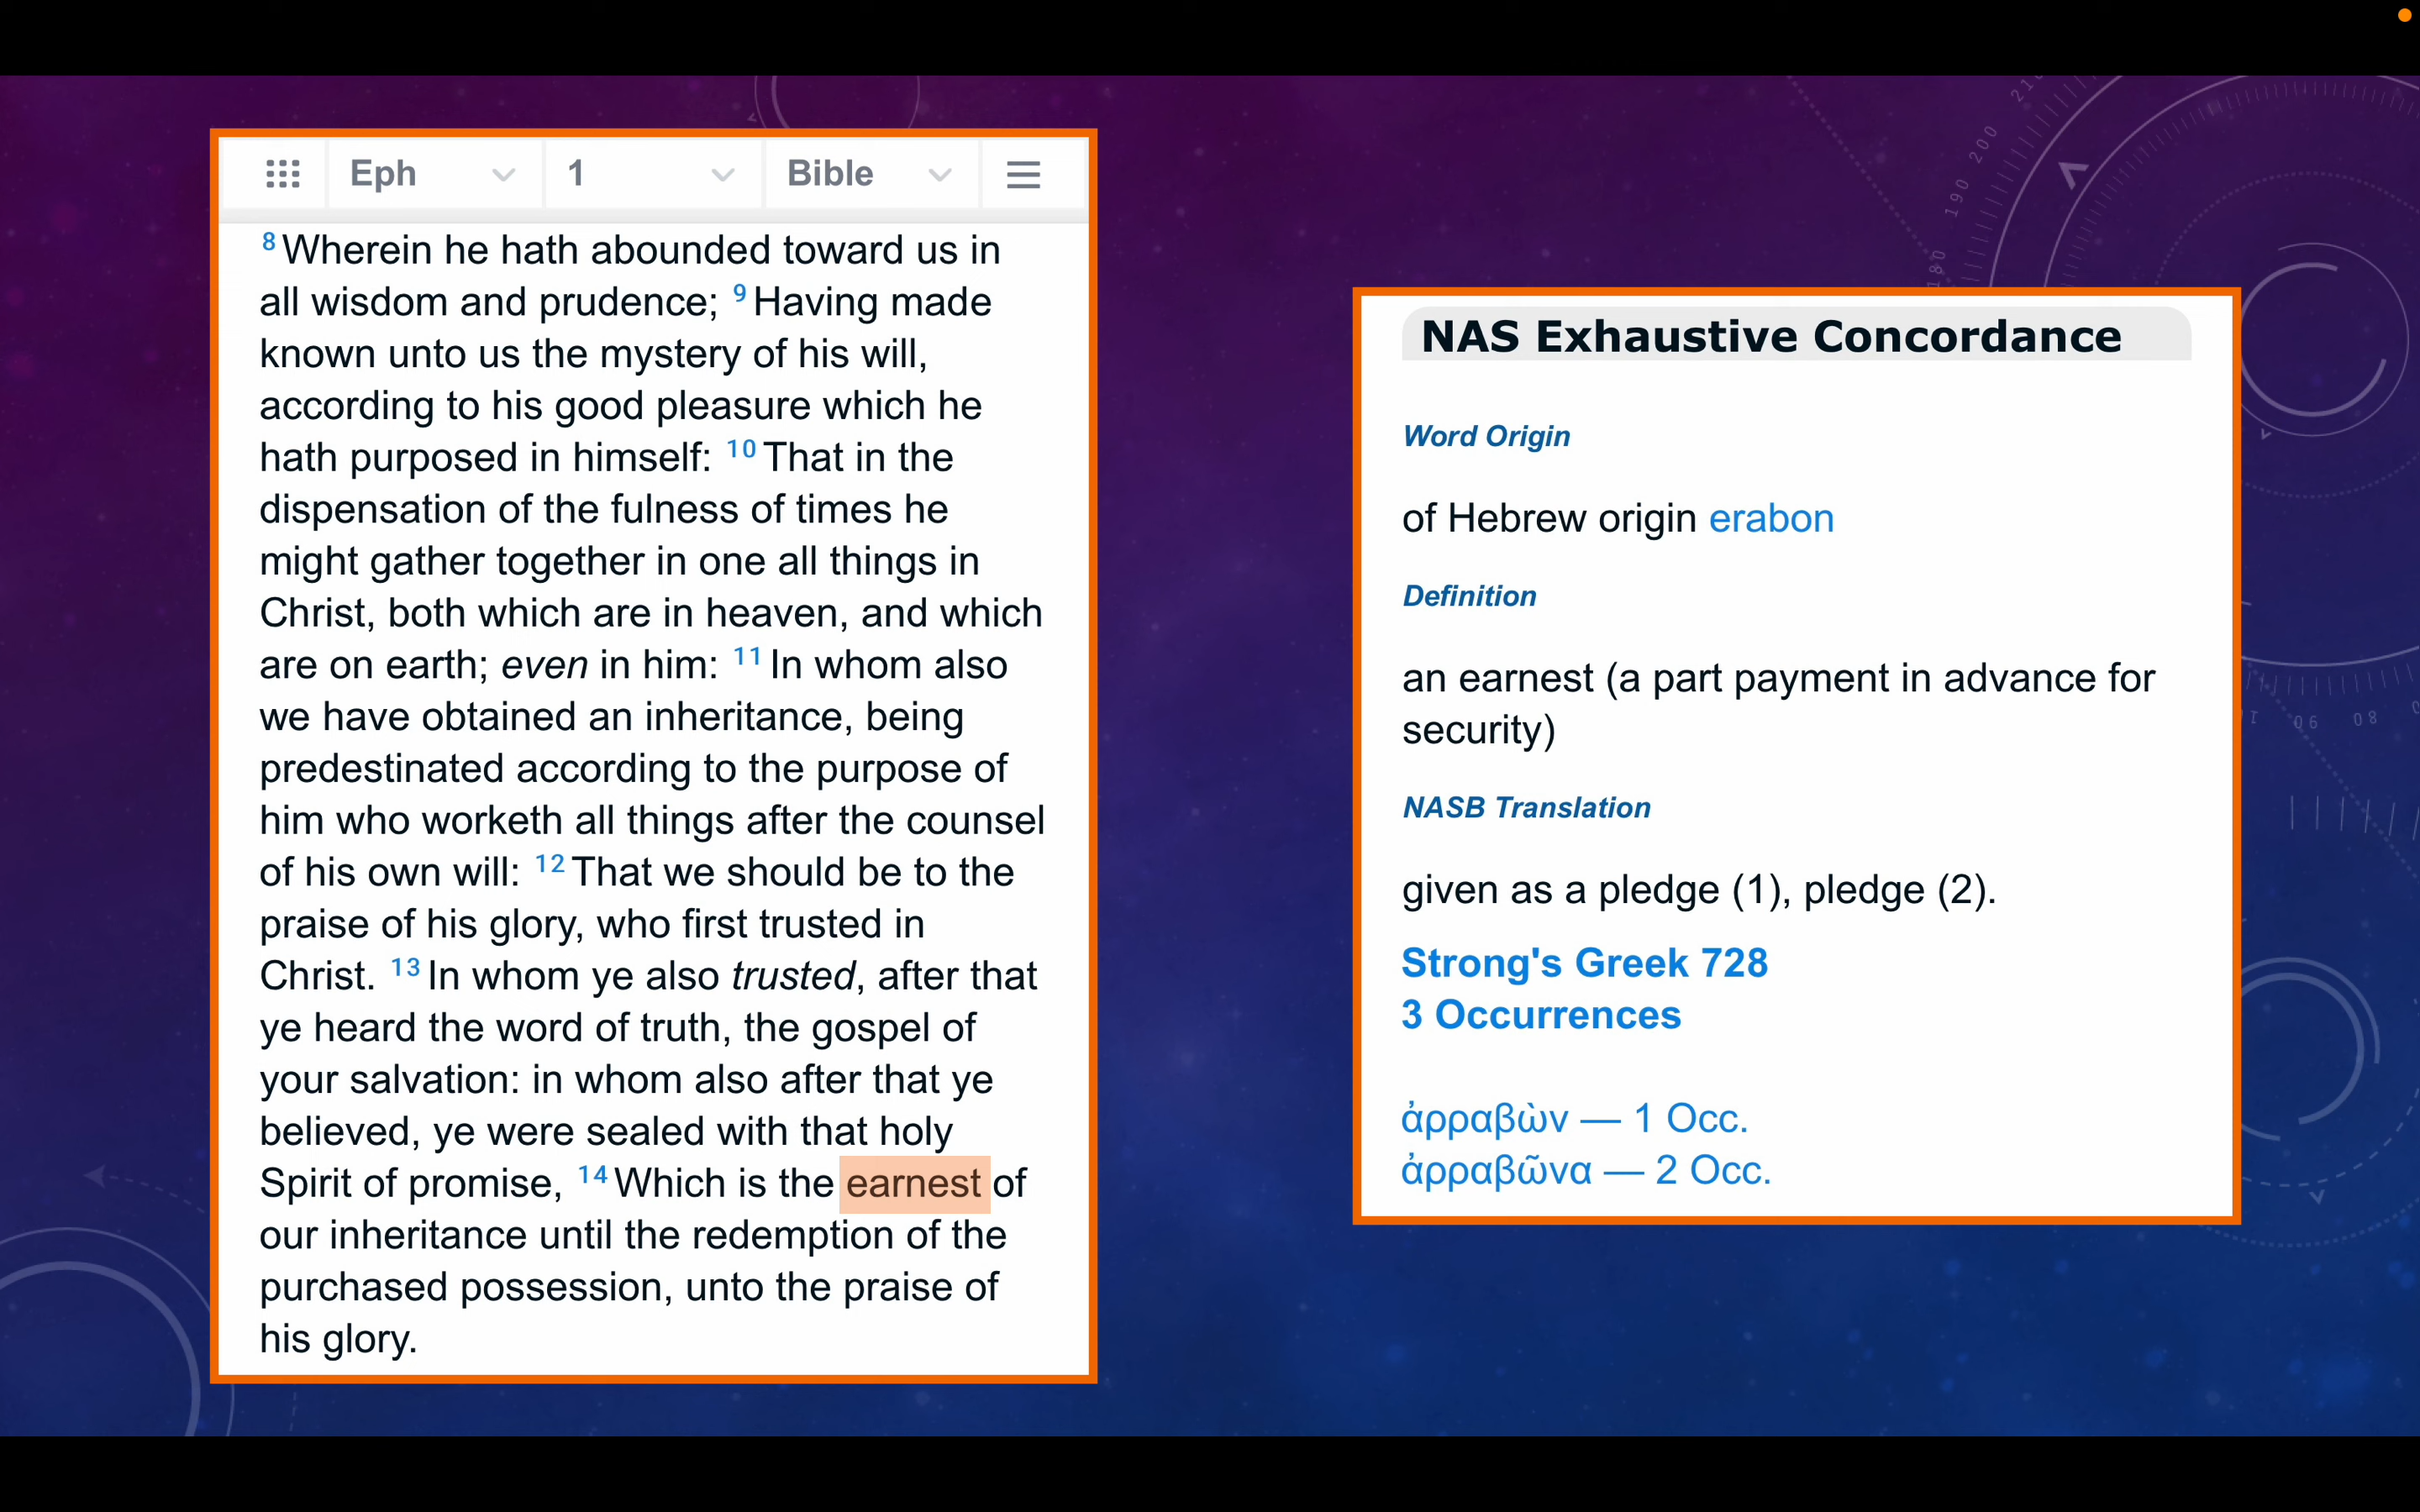 Eph 1 Bible
8 Wherein he hath abounded toward us in
all wisdom and prudence; 9 Having made
known unto us the mystery of his will,
according to his good pleasure which he
hath purposed in himself: 10 That in the
dispensation of the fulness of times he
might gather together in one all things in
Christ, both which are in heaven, and which
are on earth; even in him: 11 In whom also
we have obtained an inheritance, being
predestinated according to the purpose of
him who worketh all things after the counsel
of his own will: 12 That we should be to the
praise of his glory, who first trusted in
Christ. 13 In whom ye also trusted, after that
ye heard the word of truth, the gospel of
your salvation: in whom also after that ye
believed, ye were sealed with that holy
Spirit of promise, 14 Which is the earnest of
our inheritance until the redemption of the
purchased possession, unto the praise of
his glory.
NAS Exhaustive Concordance
Word Origin
of Hebrew origin erabon
Definition
an earnest (a part payment in advance for
security)
NASB Translation
given as a pledge (1), pledge (2).
Strong's Greek 728
3 Occurrences
ἀρραβὼν — 1 Occ.
ἀρραβῶνα — 2 Occ.
180 190 200
80 90